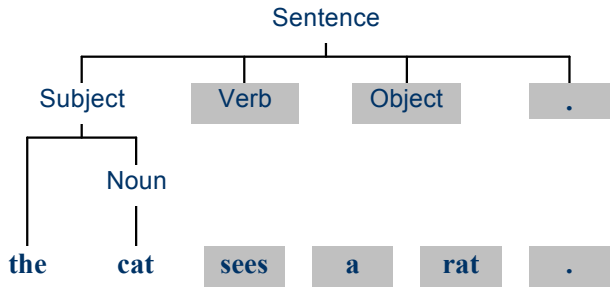 Sentence
Subject Verb Object .
Noun
the cat sees a rat .